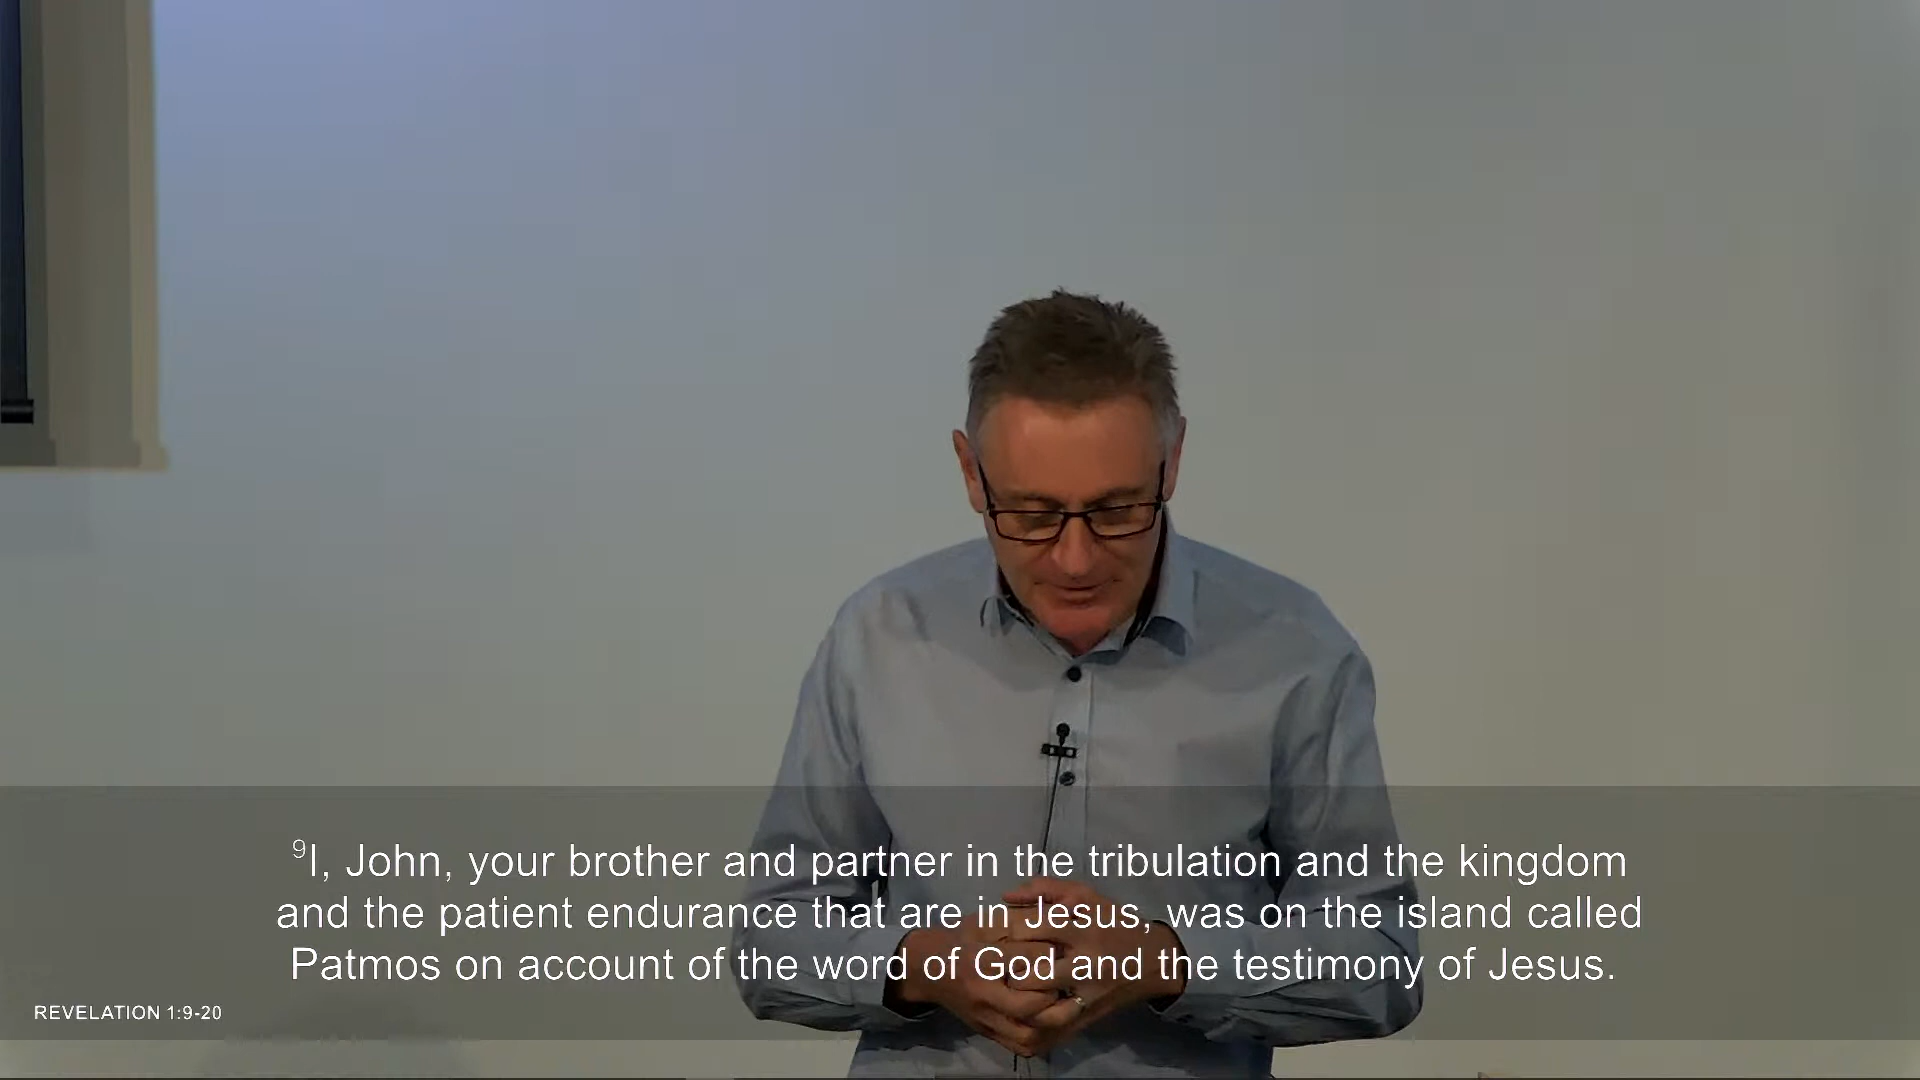 ⁹I, John, your brother and partner in the tribulation and the kingdom
and the patient endurance that are in Jesus, was on the island called
Patmos on account of the word of God and the testimony of Jesus.
REVELATION 1:9-20